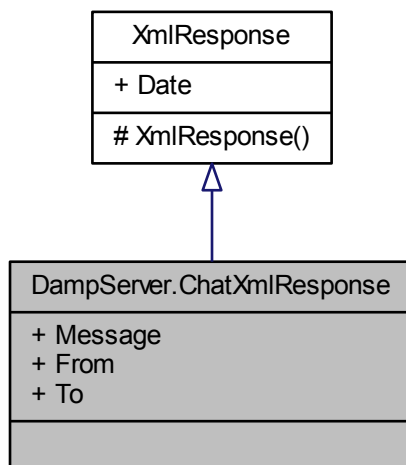 XmlResponse
+ Date
# XmlResponse()
DampServer.ChatXmlResponse
+ Message
+ From
+ To